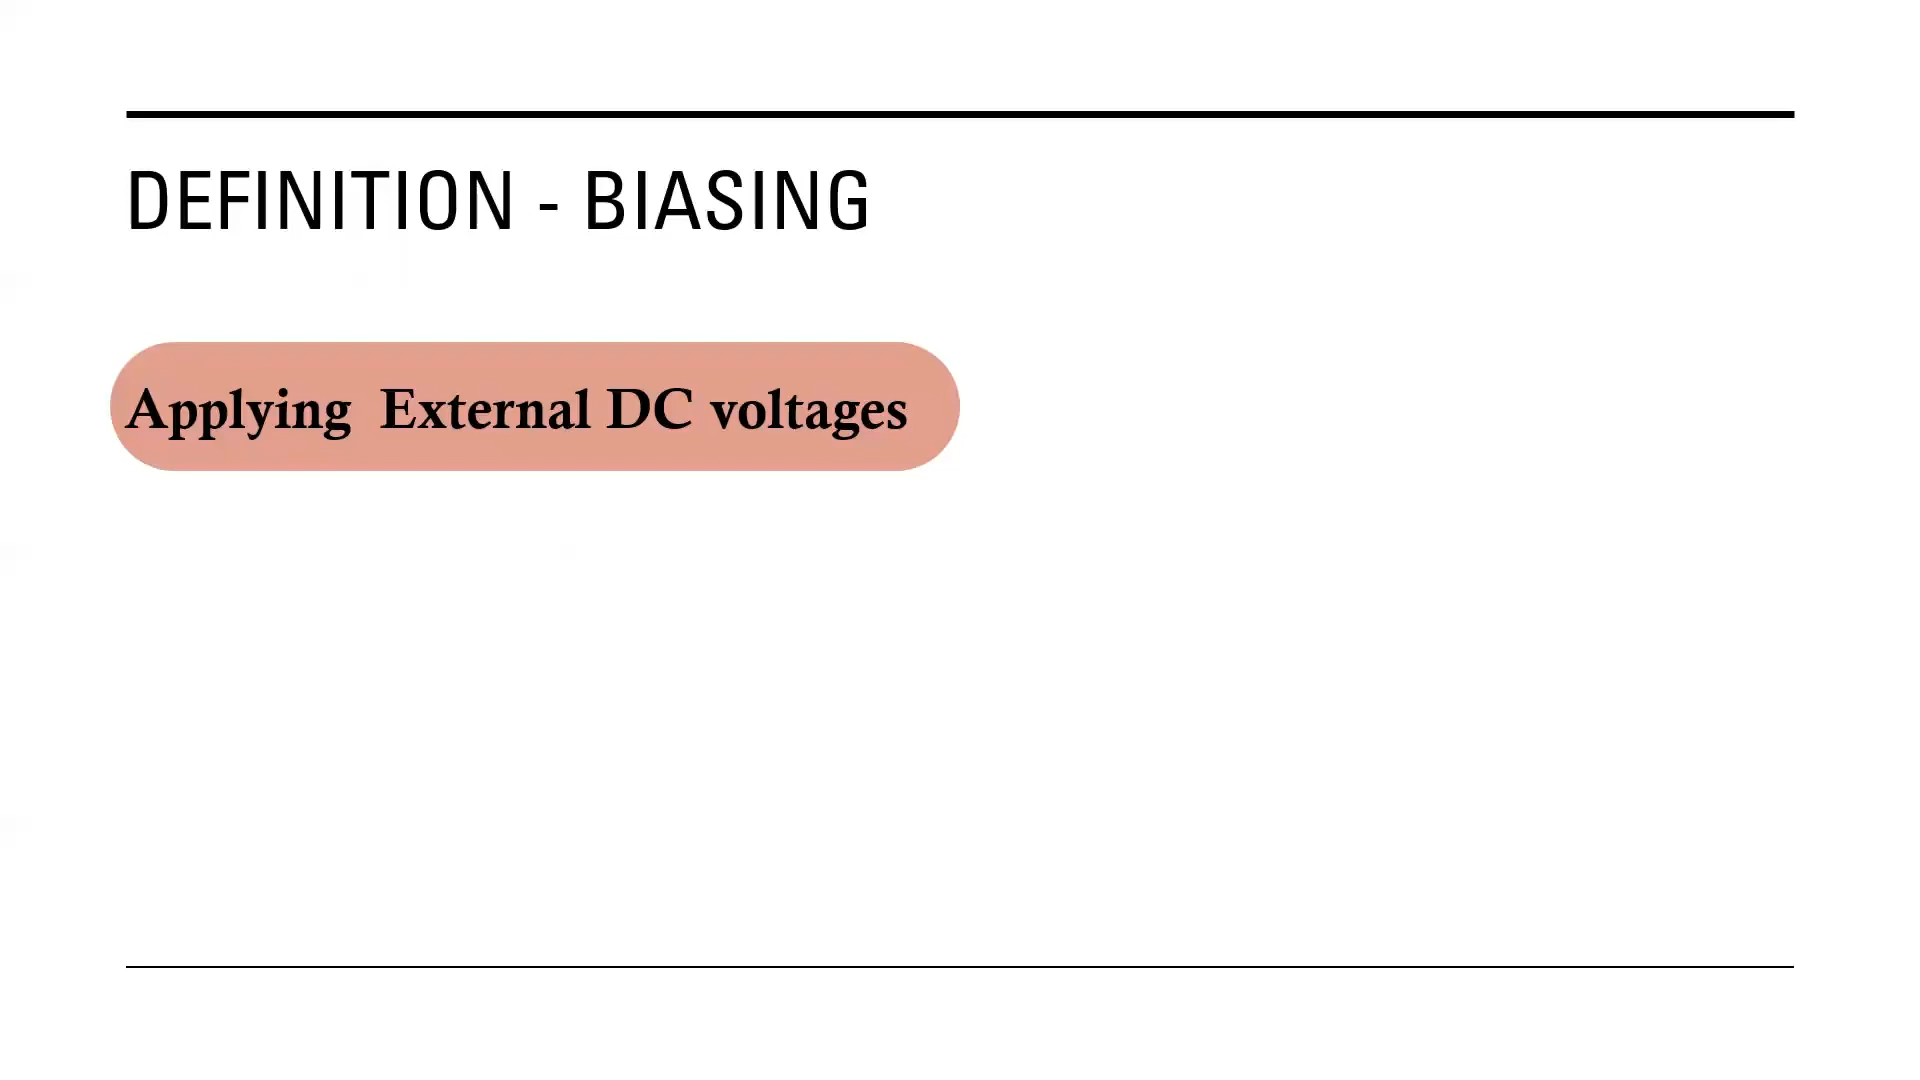 DEFINITION - BIASING
Applying  External DC voltages